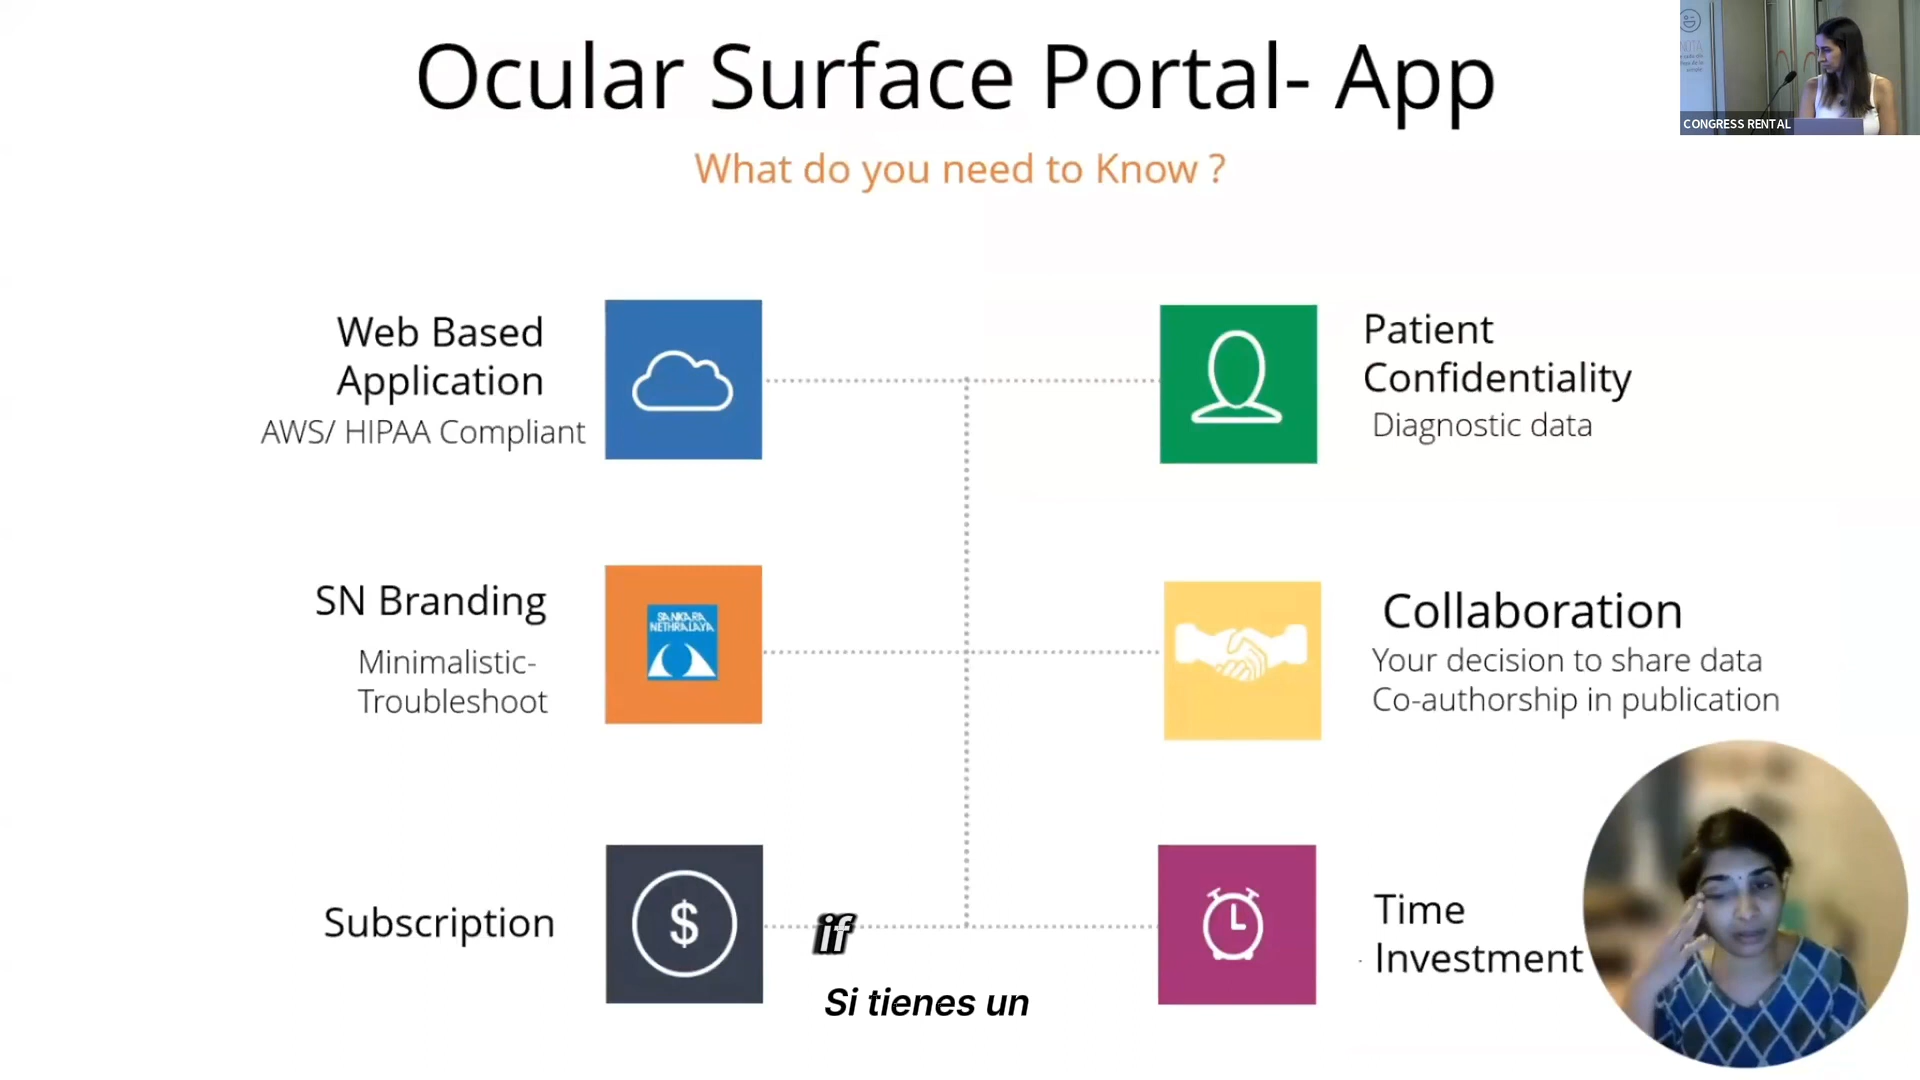 Ocular Surface Portal- App
What do you need to Know ?
CONGRESS RENTAL
Web Based
Application
AWS/ HIPAA Compliant
Patient
Confidentiality
Diagnostic data
SN Branding
Minimalistic-
Troubleshoot
SANKARA
NETHRALAYA
Collaboration
Your decision to share data
Co-authorship in publication
Subscription
$
Time
Investment
if
Si tienes un